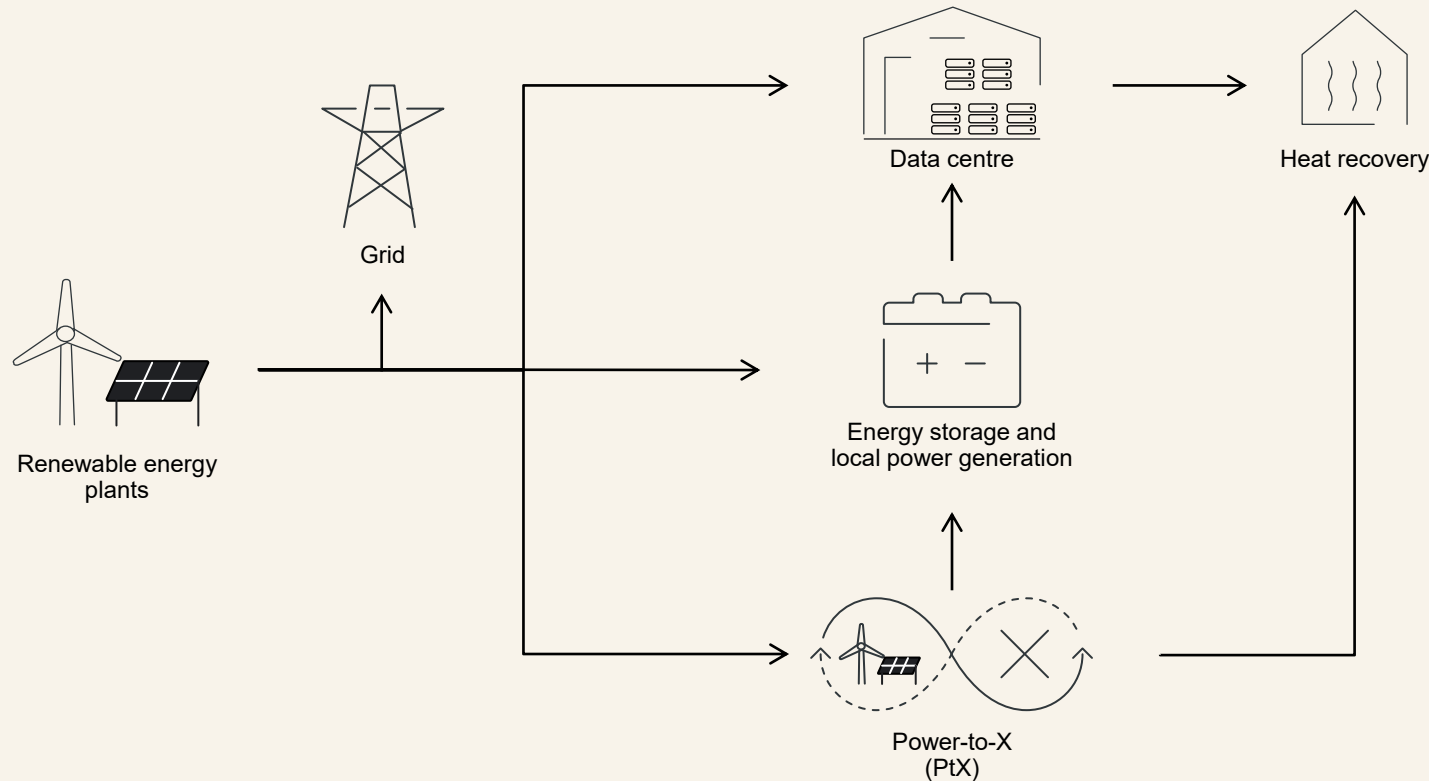 Data centre
Heat recovery
Grid
Renewable energy
plants
Energy storage and
local power generation
Power-to-X
(PtX)